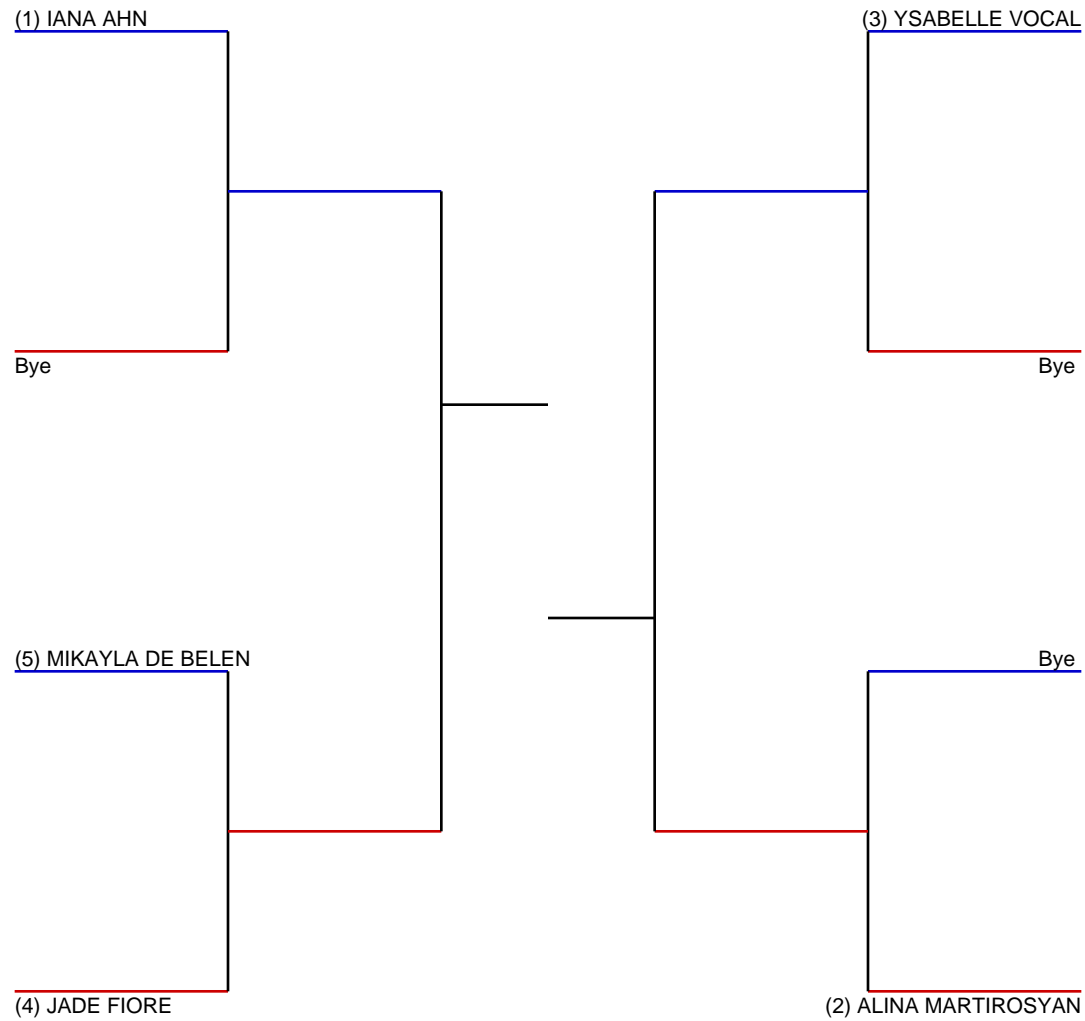 (1) IANA AHN
(3) YSABELLE VOCAL
Bye
Bye
(5) MIKAYLA DE BELEN
Bye
(4) JADE FIORE
(2) ALINA MARTIROSYAN